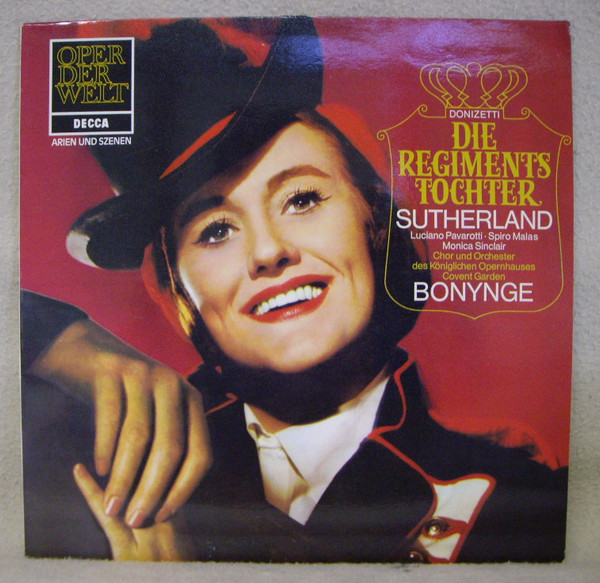 OPER
DER
WELT
DECCA
ARIEN UND SZENEN
DONIZETTI
DIE
REGIMENTS
TOCHTER
SUTHERLAND
Luciano Pavarotti · Spiro Malas
Monica Sinclair
Chor und Orchester
des Königlichen Opernhauses
Covent Garden
BONYNGE